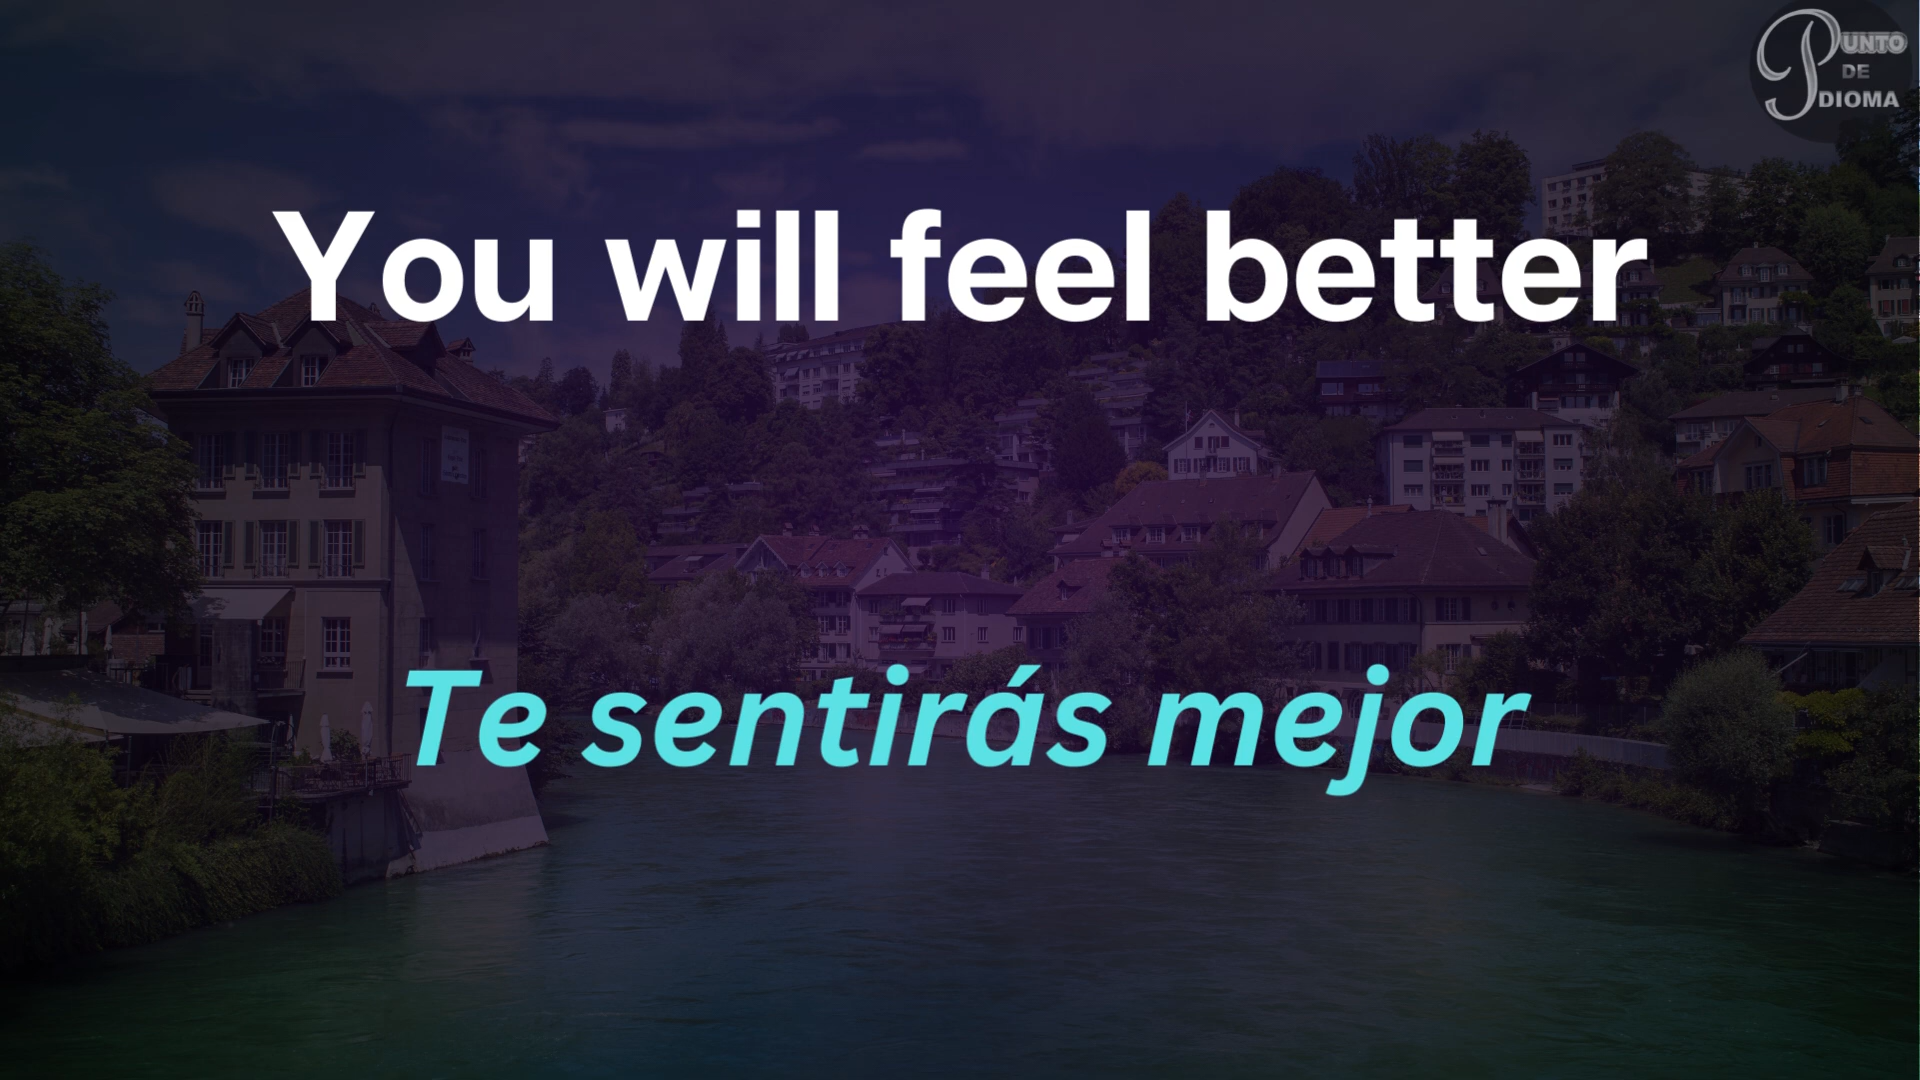 PUNTO
DE
IDIOMA
You will feel better
Te sentirás mejor